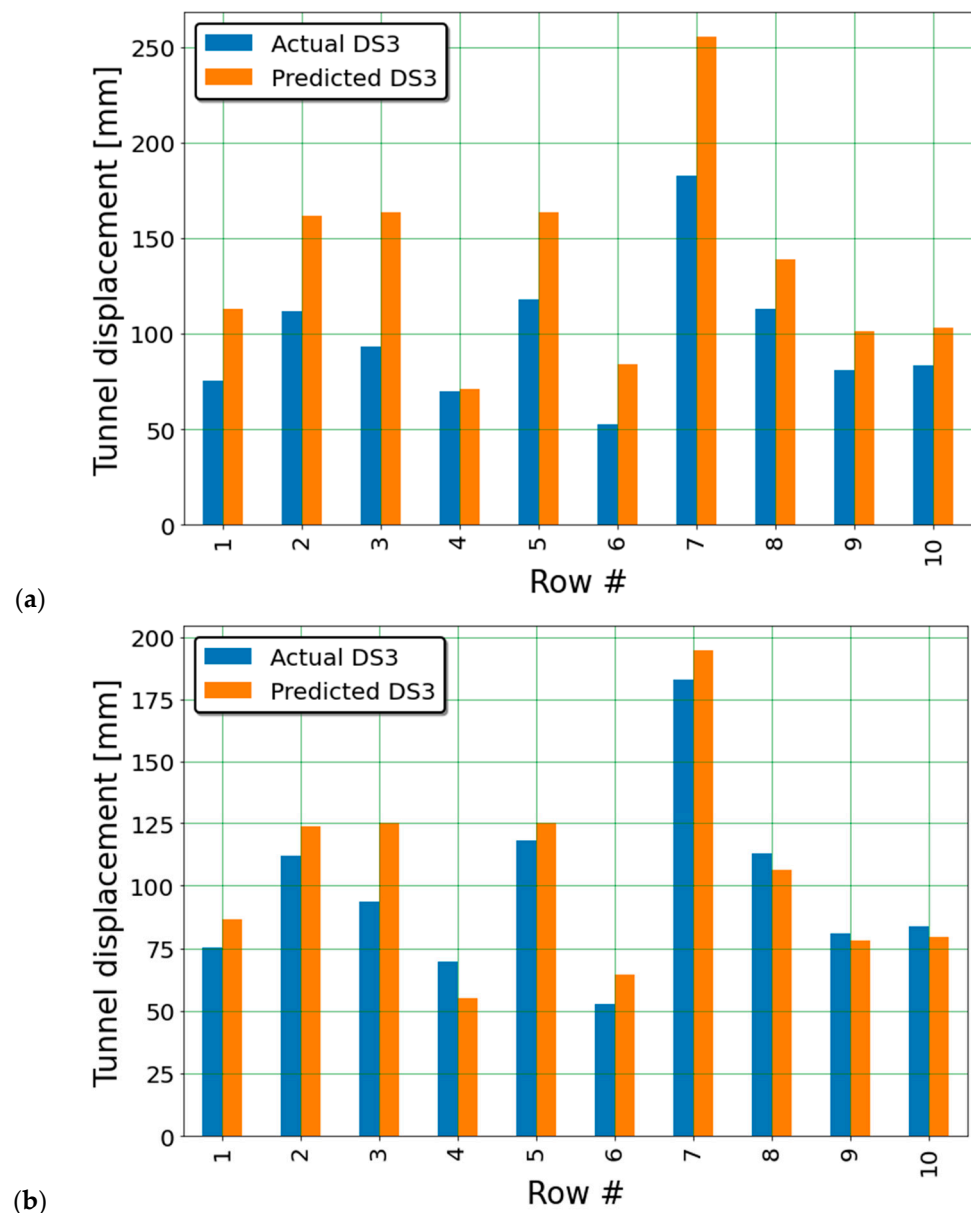 Actual DS3
Predicted DS3
Tunnel displacement [mm]
250
200
150
100
50
0
1 2 3 4 5 6 7 8 9 10
Row #
(a)
Actual DS3
Predicted DS3
Tunnel displacement [mm]
200
175
150
125
100
75
50
25
0
1 2 3 4 5 6 7 8 9 10
Row #
(b)